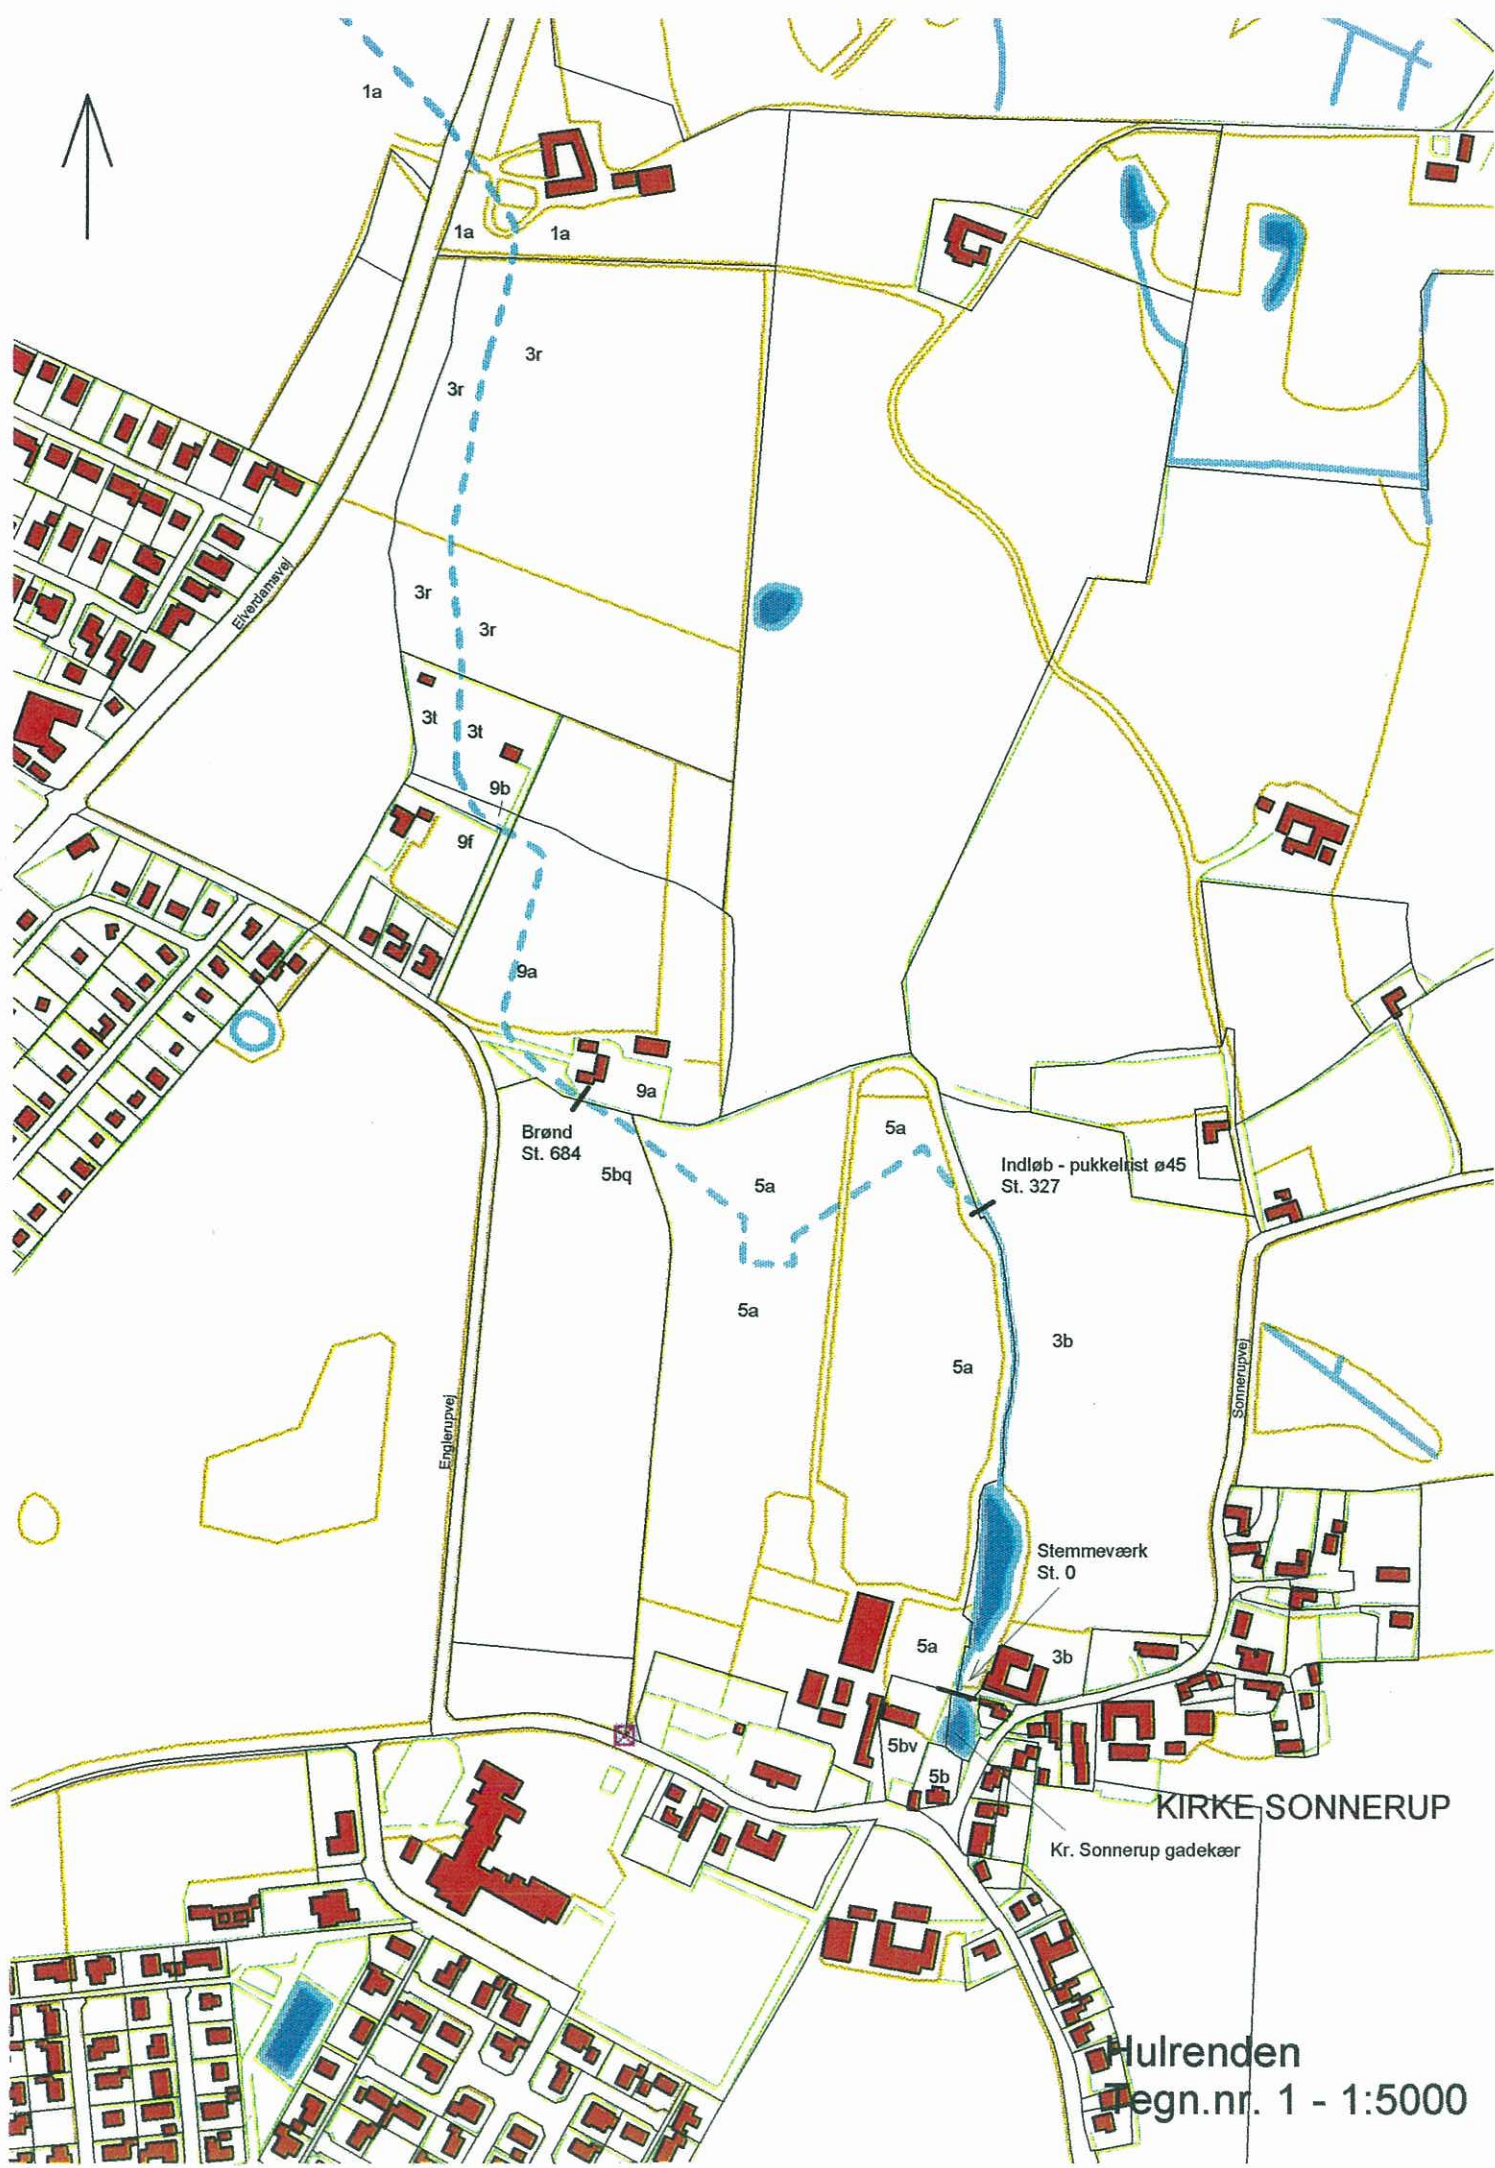 1a
1a
1a
3r
3r
Elverdamsvej
3r
3r
3t
3t
9b
9f
9a
9a
Brønd
St. 684
5bq
5a
5a
Indløb - pukkelrist ø45
St. 327
5a
5a
3b
Englerupvej
Sonnerupvej
Stemmeværk
St. 0
5a
3b
5bv
5b
KIRKE SONNERUP
Kr. Sonnerup gadekær
Hulrenden
Tegn.nr. 1 - 1:5000